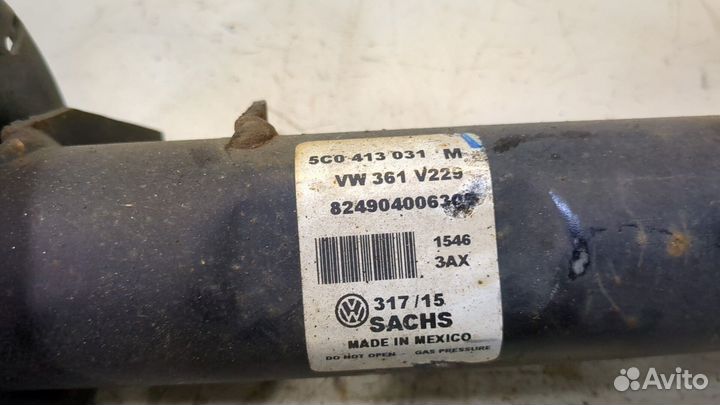 5C0 413 031 M
VW 361 V229
1546
3AX
VW 317/15
SACHS
MADE IN MEXICO
DO NOT OPEN - GAS PRESSURE
Avito